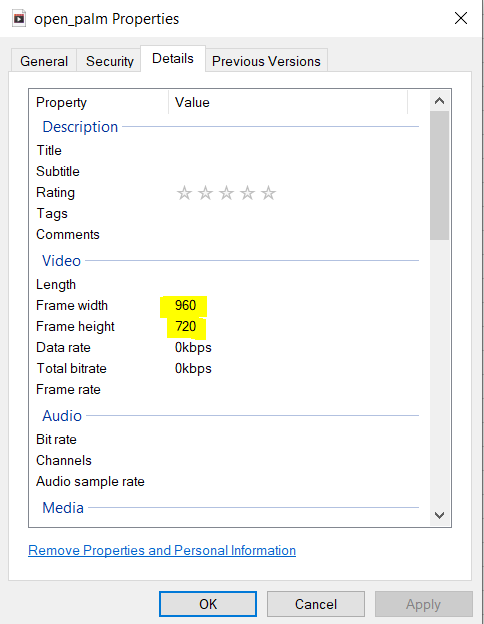 open_palm Properties
General Security Details Previous Versions
Property Value
Description
Title
Subtitle
Rating
Tags
Comments
Video
Length
Frame width 960
Frame height 720
Data rate 0kbps
Total bitrate 0kbps
Frame rate
Audio
Bit rate
Channels
Audio sample rate
Media
Remove Properties and Personal Information
OK Cancel Apply